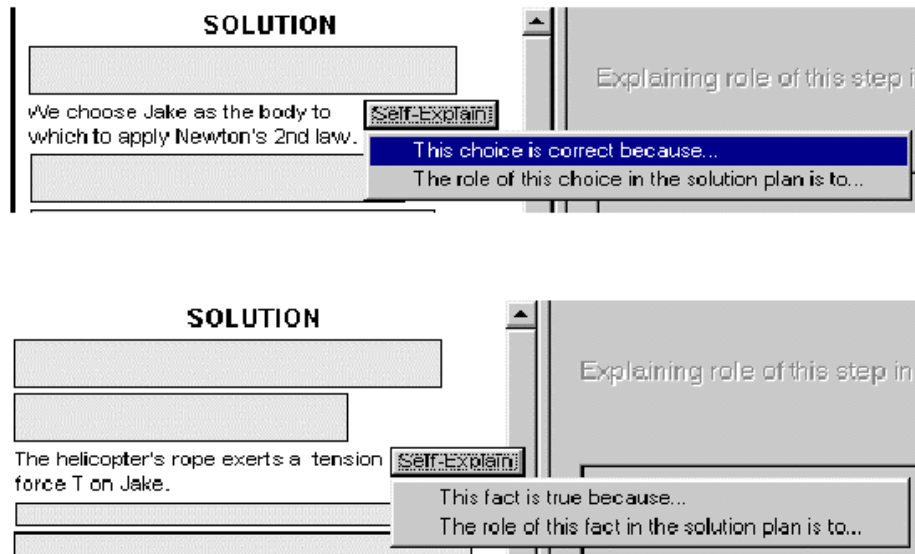 SOLUTION
Explaining role of this step i
We choose Jake as the body to
which to apply Newton's 2nd law.
Self-Explain
This choice is correct because...
The role of this choice in the solution plan is to...
SOLUTION
Explaining role of this step in
The helicopter's rope exerts a tension
force T on Jake.
Self-Explain
This fact is true because...
The role of this fact in the solution plan is to...